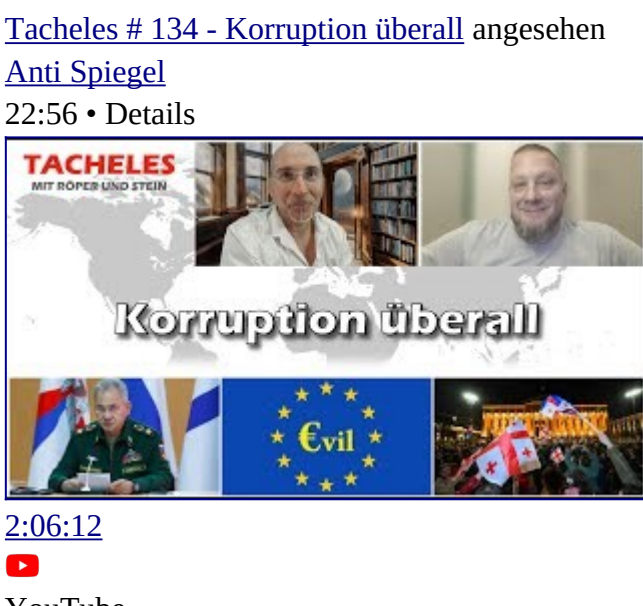 Tacheles # 134 - Korruption überall angesehen
Anti Spiegel
22:56 • Details
TACHELES
MIT RÖPER UND STEIN
Korruption überall
€vil
2:06:12
YouTube